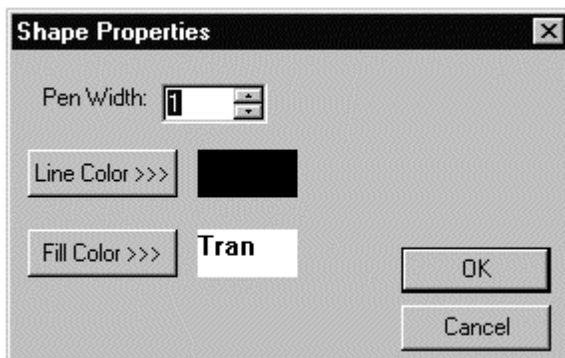 Shape Properties
Pen Width: 1
Line Color >>>
Fill Color >>> Tran
OK
Cancel